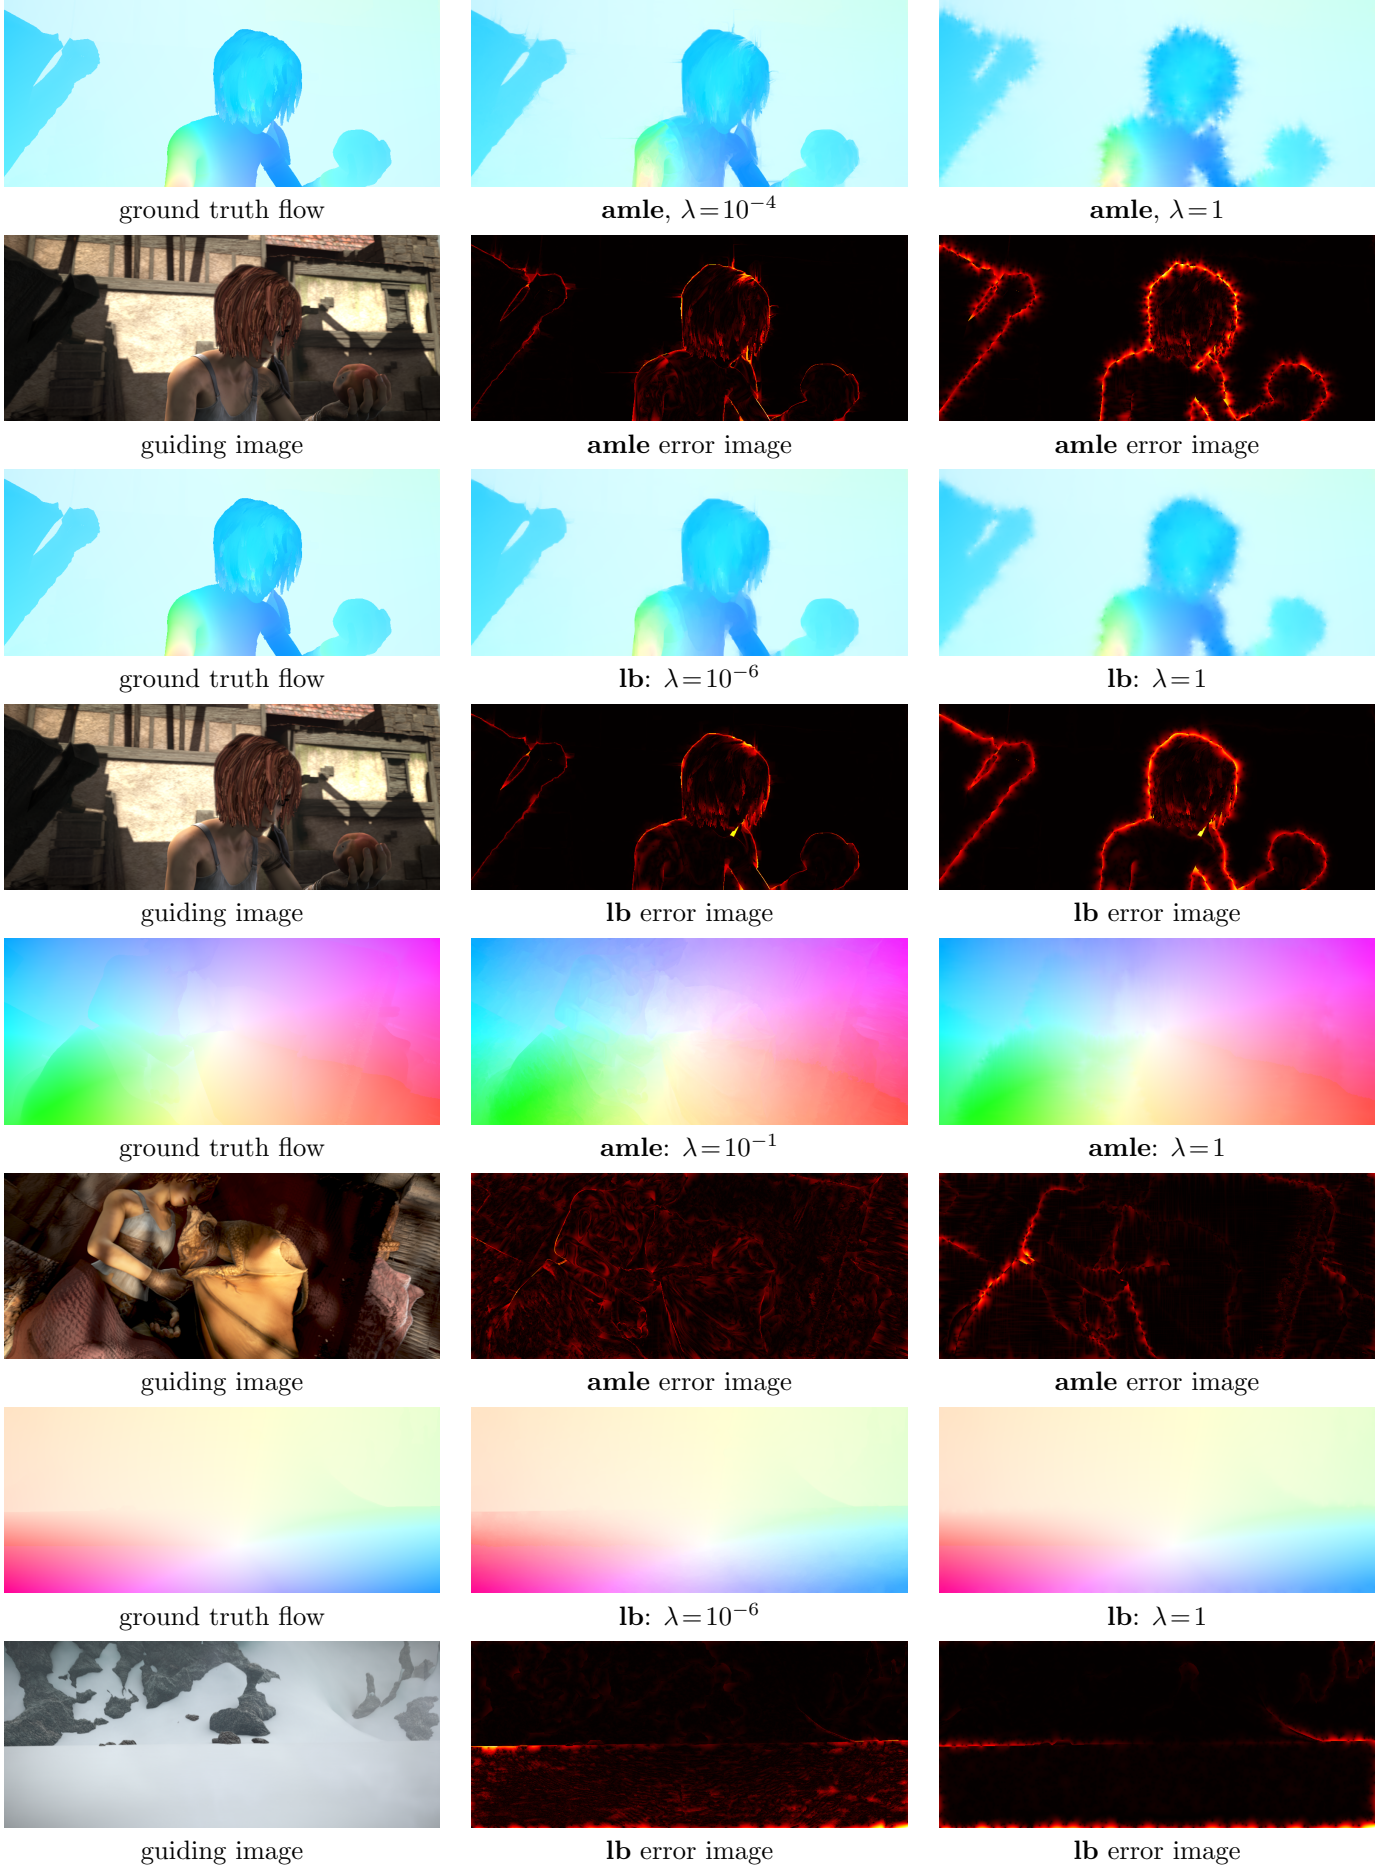 ground truth flow
amle, λ=10⁻⁴
amle, λ=1
guiding image
amle error image
amle error image
ground truth flow
lb: λ=10⁻⁶
lb: λ=1
guiding image
lb error image
lb error image
ground truth flow
amle: λ=10⁻¹
amle: λ=1
guiding image
amle error image
amle error image
ground truth flow
lb: λ=10⁻⁶
lb: λ=1
guiding image
lb error image
lb error image